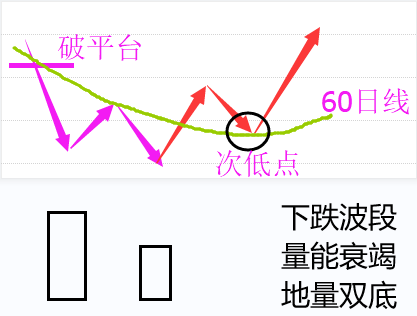 破平台
60日线
次低点
下跌波段
量能衰竭
地量双底